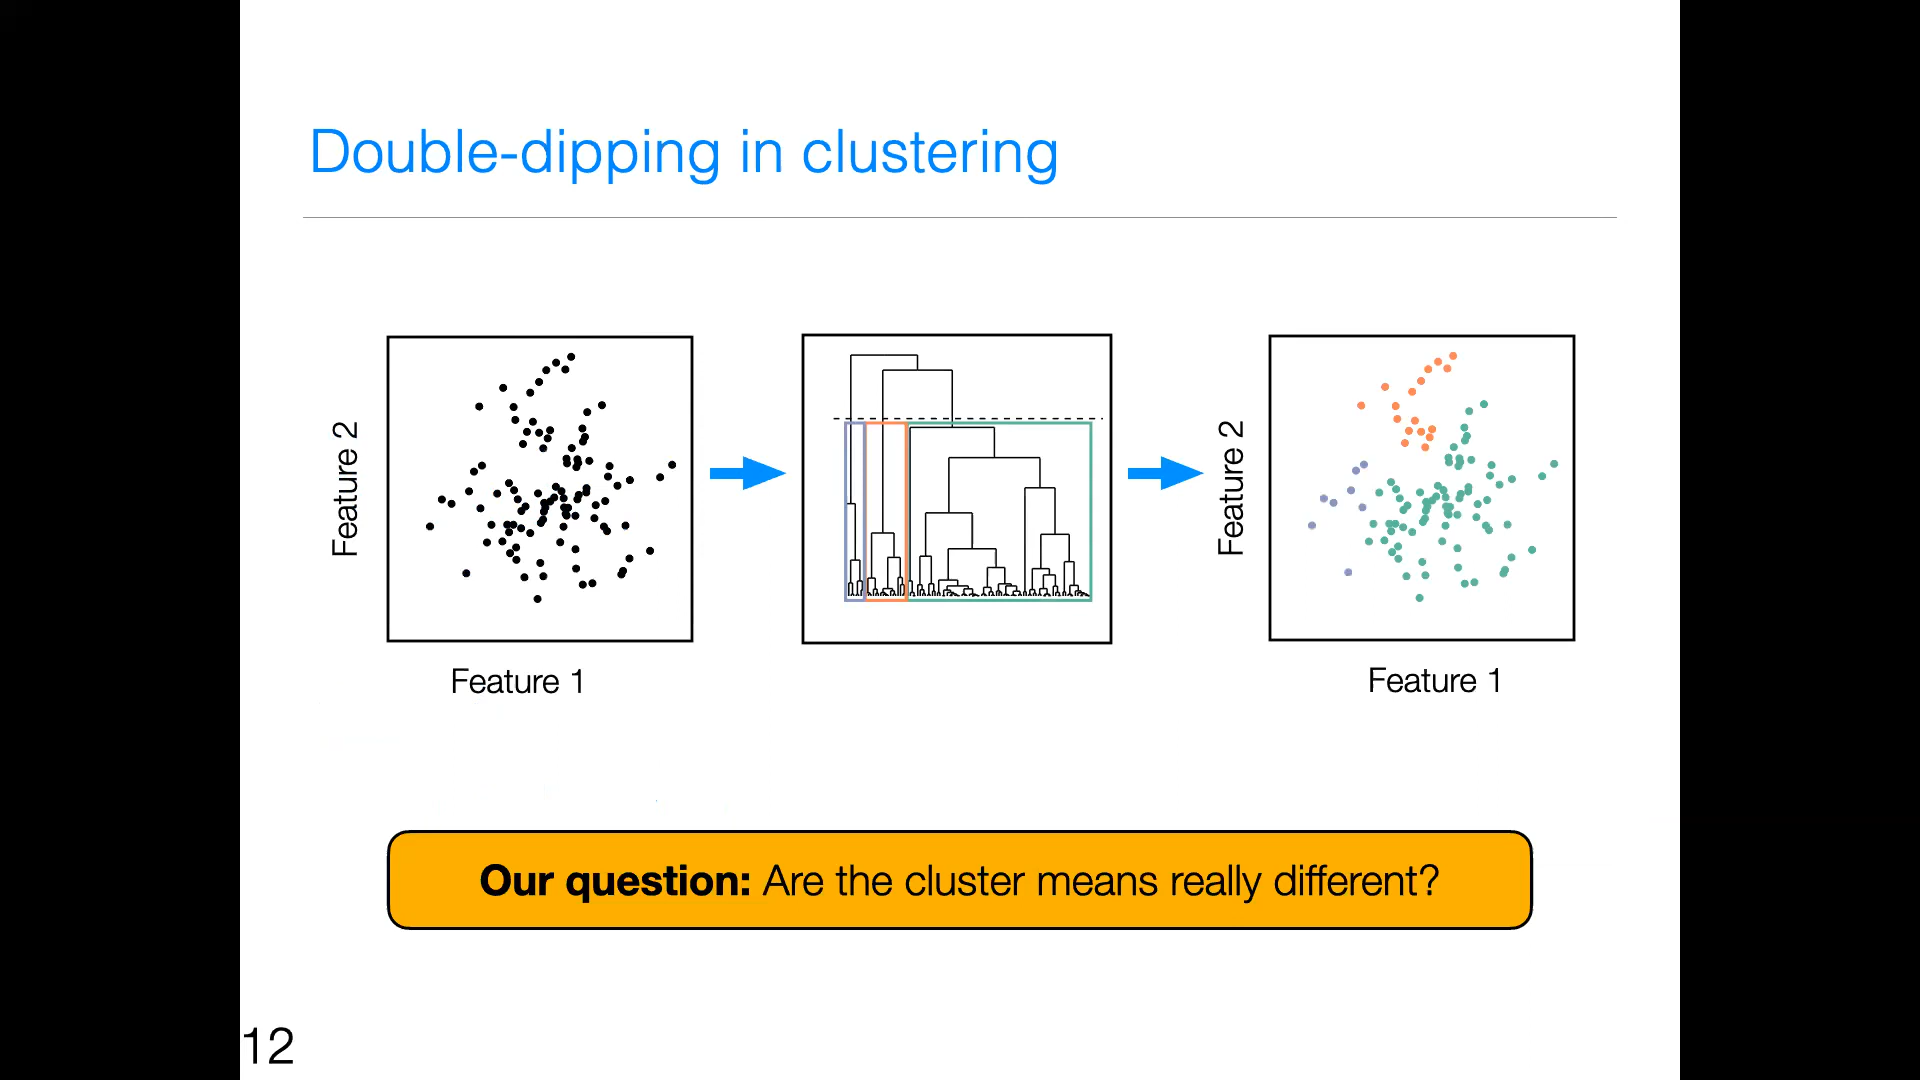 Double-dipping in clustering
Feature 2
Feature 1
Feature 2
Feature 1
Our question: Are the cluster means really different?
12